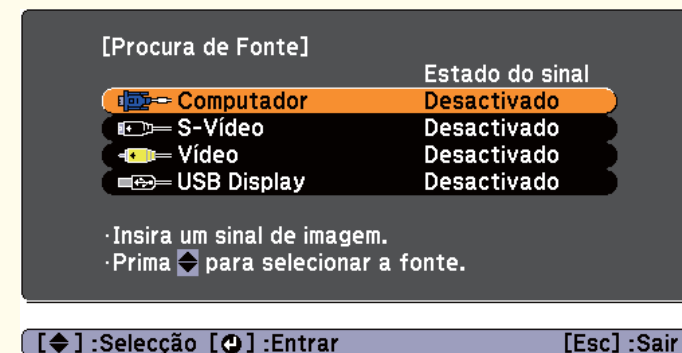 [Procura de Fonte]
Estado do sinal
Computador Desactivado
S-Vídeo Desactivado
Vídeo Desactivado
USB Display Desactivado
·Insira um sinal de imagem.
·Prima para selecionar a fonte.
[ ] :Selecção [ ] :Entrar [Esc] :Sair